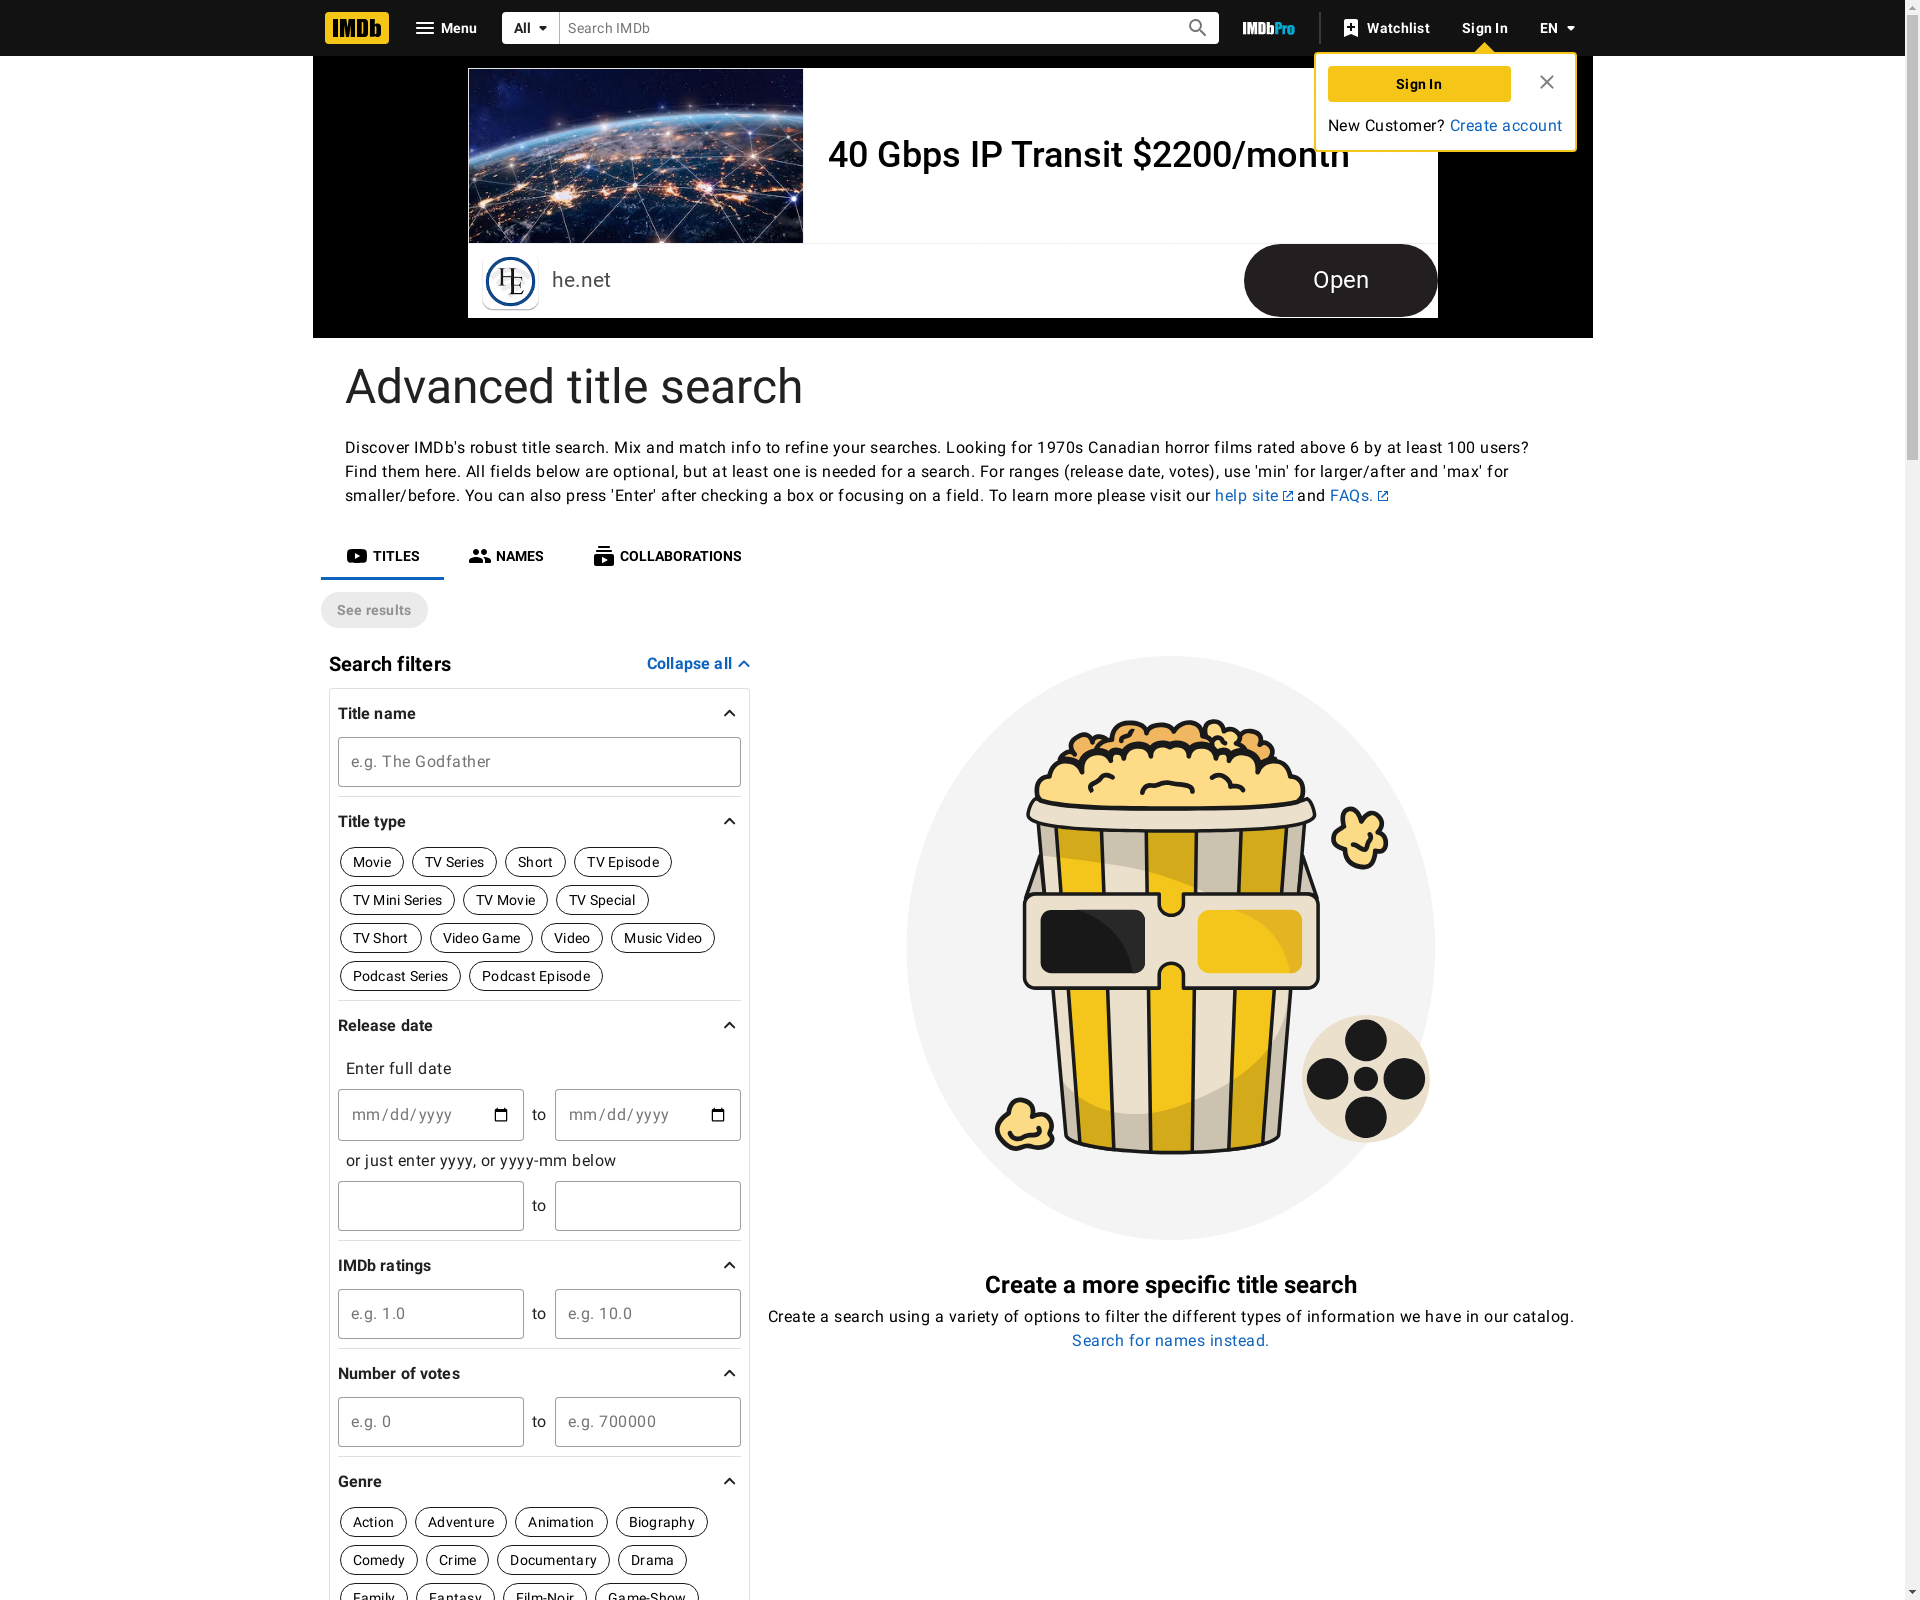 IMDb
Menu
All
Search IMDb
IMDbPro
Watchlist
Sign In
EN
Sign In
New Customer? Create account
40 Gbps IP Transit $2200/month
HE
he.net
Open
Advanced title search
Discover IMDb's robust title search. Mix and match info to refine your searches. Looking for 1970s Canadian horror films rated above 6 by at least 100 users?
Find them here. All fields below are optional, but at least one is needed for a search. For ranges (release date, votes), use 'min' for larger/after and 'max' for
smaller/before. You can also press 'Enter' after checking a box or focusing on a field. To learn more please visit our help site and FAQs.
TITLES
NAMES
COLLABORATIONS
See results
Search filters
Collapse all
Title name
e.g. The Godfather
Title type
Movie TV Series Short TV Episode
TV Mini Series TV Movie TV Special
TV Short Video Game Video Music Video
Podcast Series Podcast Episode
Release date
Enter full date
mm/dd/yyyy to mm/dd/yyyy
or just enter yyyy, or yyyy-mm below
to
IMDb ratings
e.g. 1.0 to e.g. 10.0
Number of votes
e.g. 0 to e.g. 700000
Genre
Action Adventure Animation Biography
Comedy Crime Documentary Drama
Family Fantasy Film-Noir Game-Show
Create a more specific title search
Create a search using a variety of options to filter the different types of information we have in our catalog.
Search for names instead.